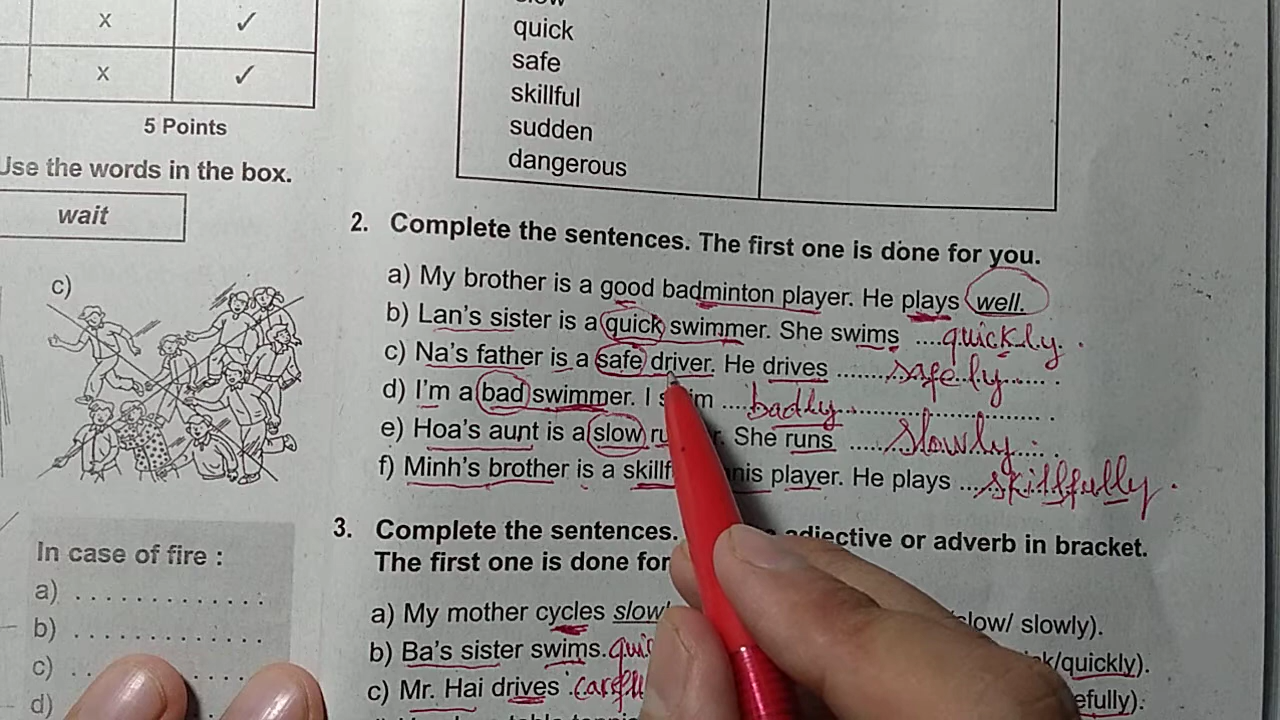 x ✓
x ✓
5 Points
Use the words in the box.
wait
c)
In case of fire :
a) . . . . . . . . . . . . .
b) . . . . . . . . . . . . .
c)
d)
slow
quick
safe
skillful
sudden
dangerous
2. Complete the sentences. The first one is done for you.
a) My brother is a good badminton player. He plays well.
b) Lan's sister is a quick swimmer. She swims ....quickly.
c) Na's father is a safe driver. He drives ........safely...... .
d) I'm a bad swimmer. I ....badly............................ .
e) Hoa's aunt is a slow She runs .....slowly.... .
f) Minh's brother is a player. He plays ...skillfully.
3. Complete the sentences. adjective or adverb in bracket.
The first one is done for
a) My mother cycles slow/ slowly).
b) Ba's sister swims. /quickly).
c) Mr. Hai drives